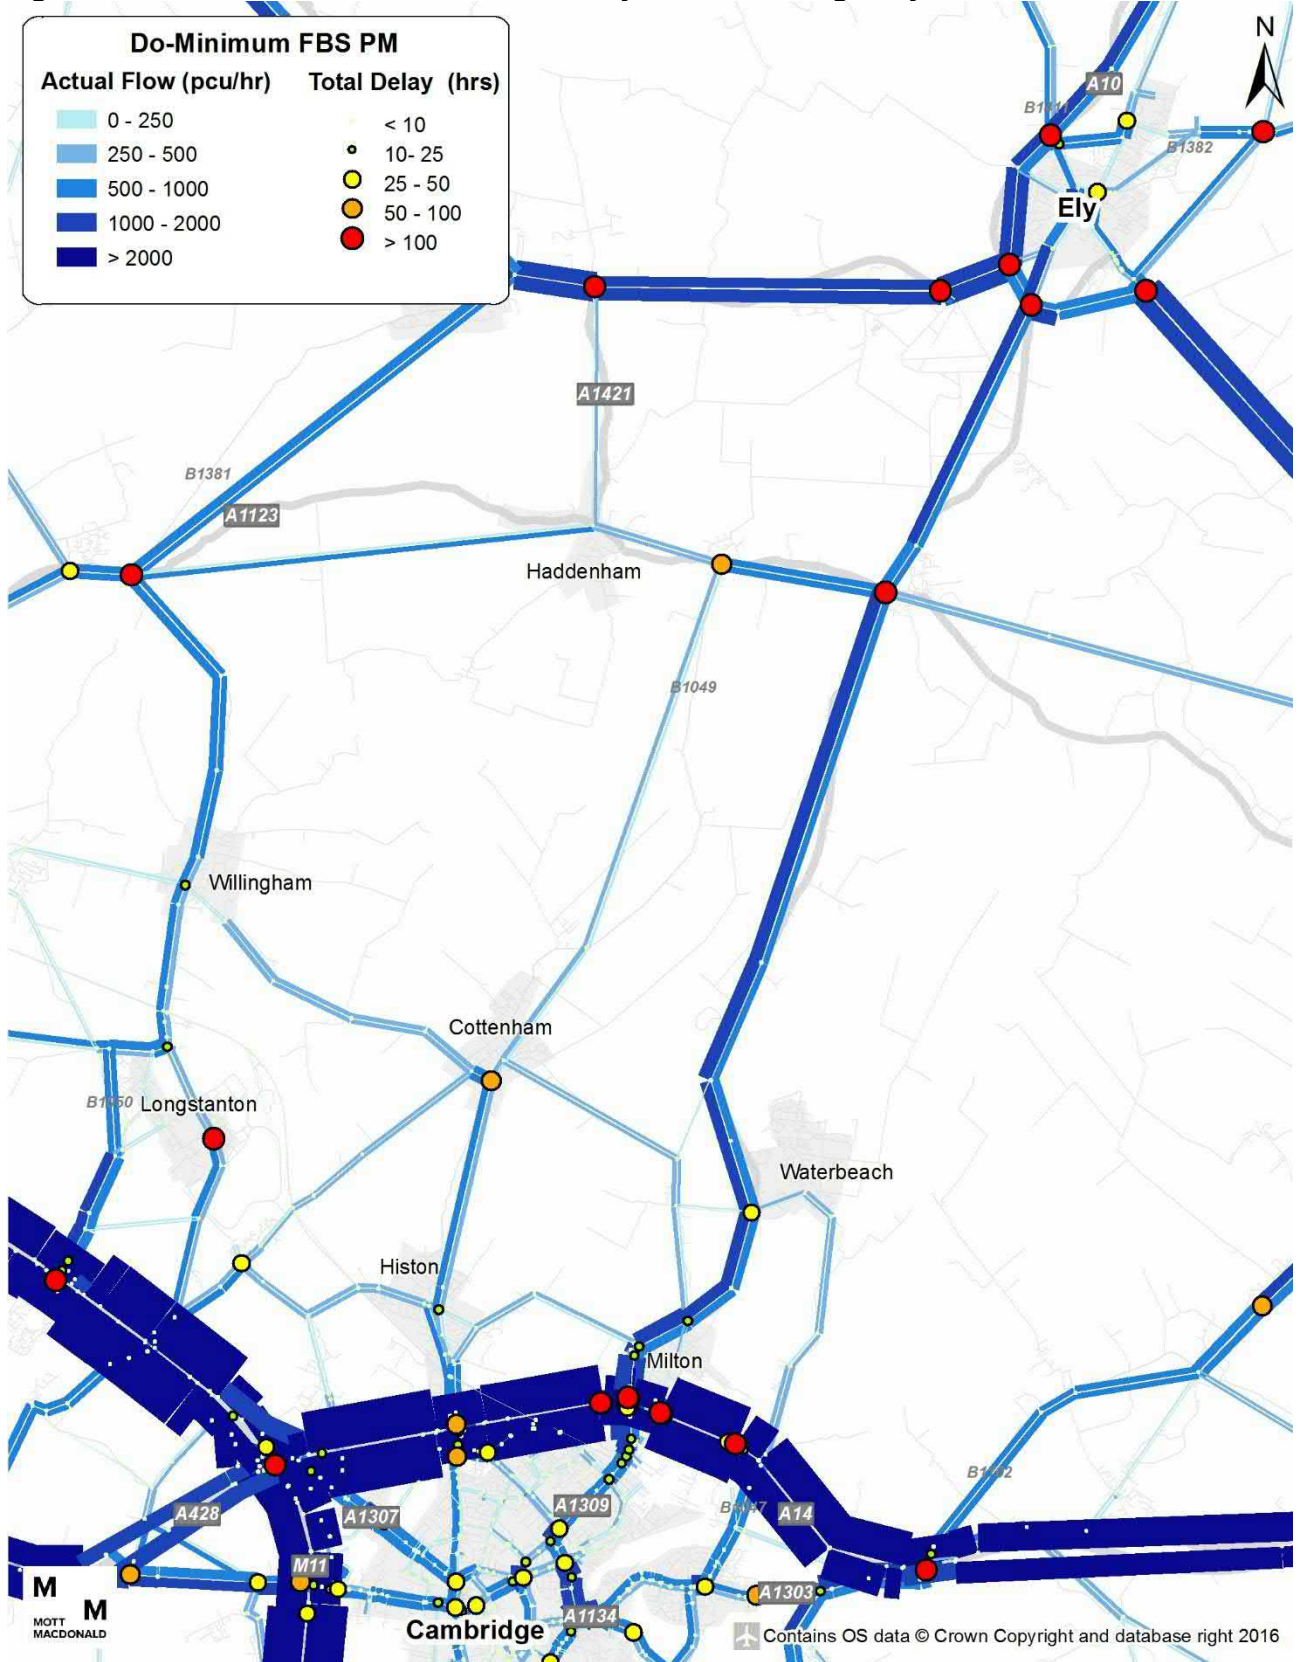 Do-Minimum FBS PM
Actual Flow (pcu/hr)
0 - 250
250 - 500
500 - 1000
1000 - 2000
> 2000
Total Delay (hrs)
< 10
10- 25
25 - 50
50 - 100
> 100
N
A10
B1382
Ely
A1421
B1381
A1123
Haddenham
B1049
Willingham
Cottenham
Longstanton
Waterbeach
Histon
Milton
A428
A1307
A1309
A14
M11
A1303
A1134
Cambridge
M
M
MOTT
MACDONALD
Contains OS data © Crown Copyright and database right 2016